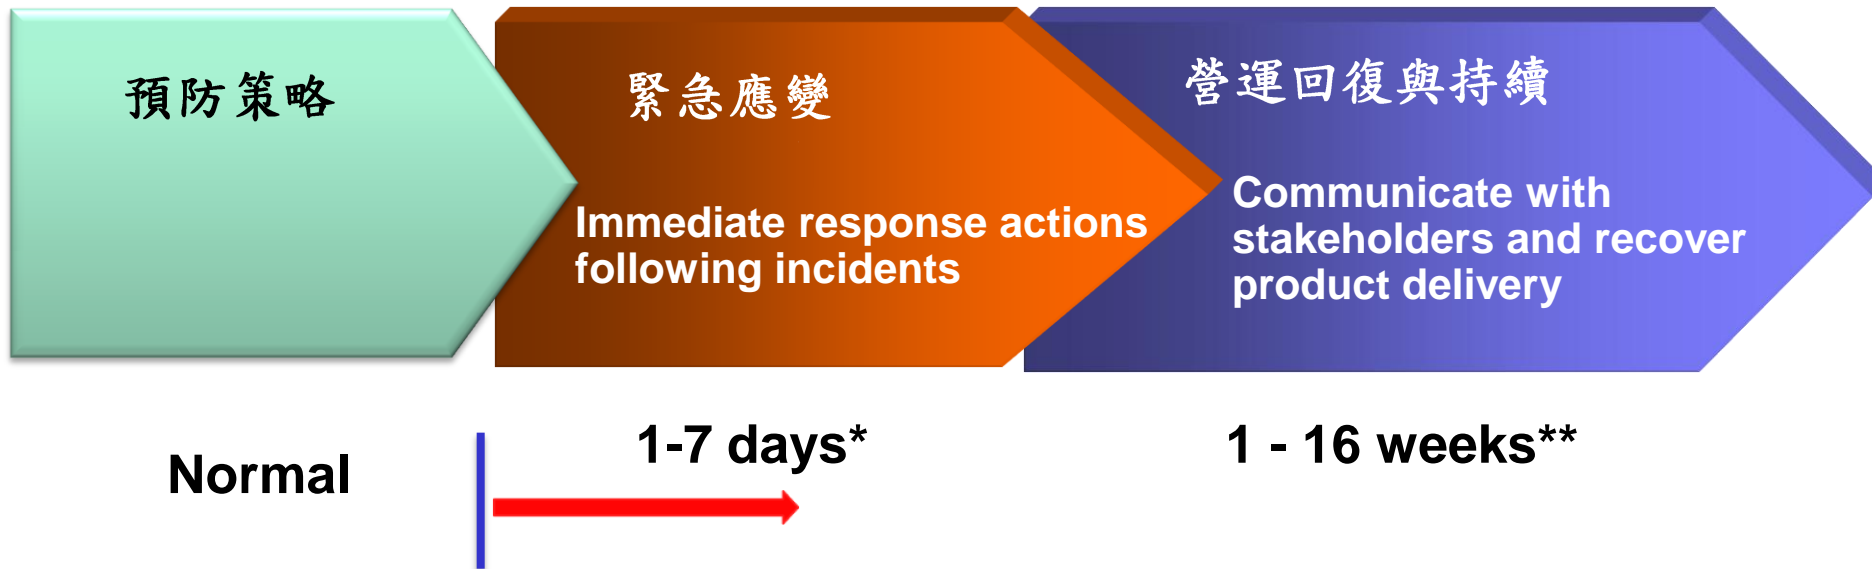 預防策略
緊急應變
Immediate response actions
following incidents
營運回復與持續
Communicate with
stakeholders and recover
product delivery
Normal
1-7 days*
1 - 16 weeks**